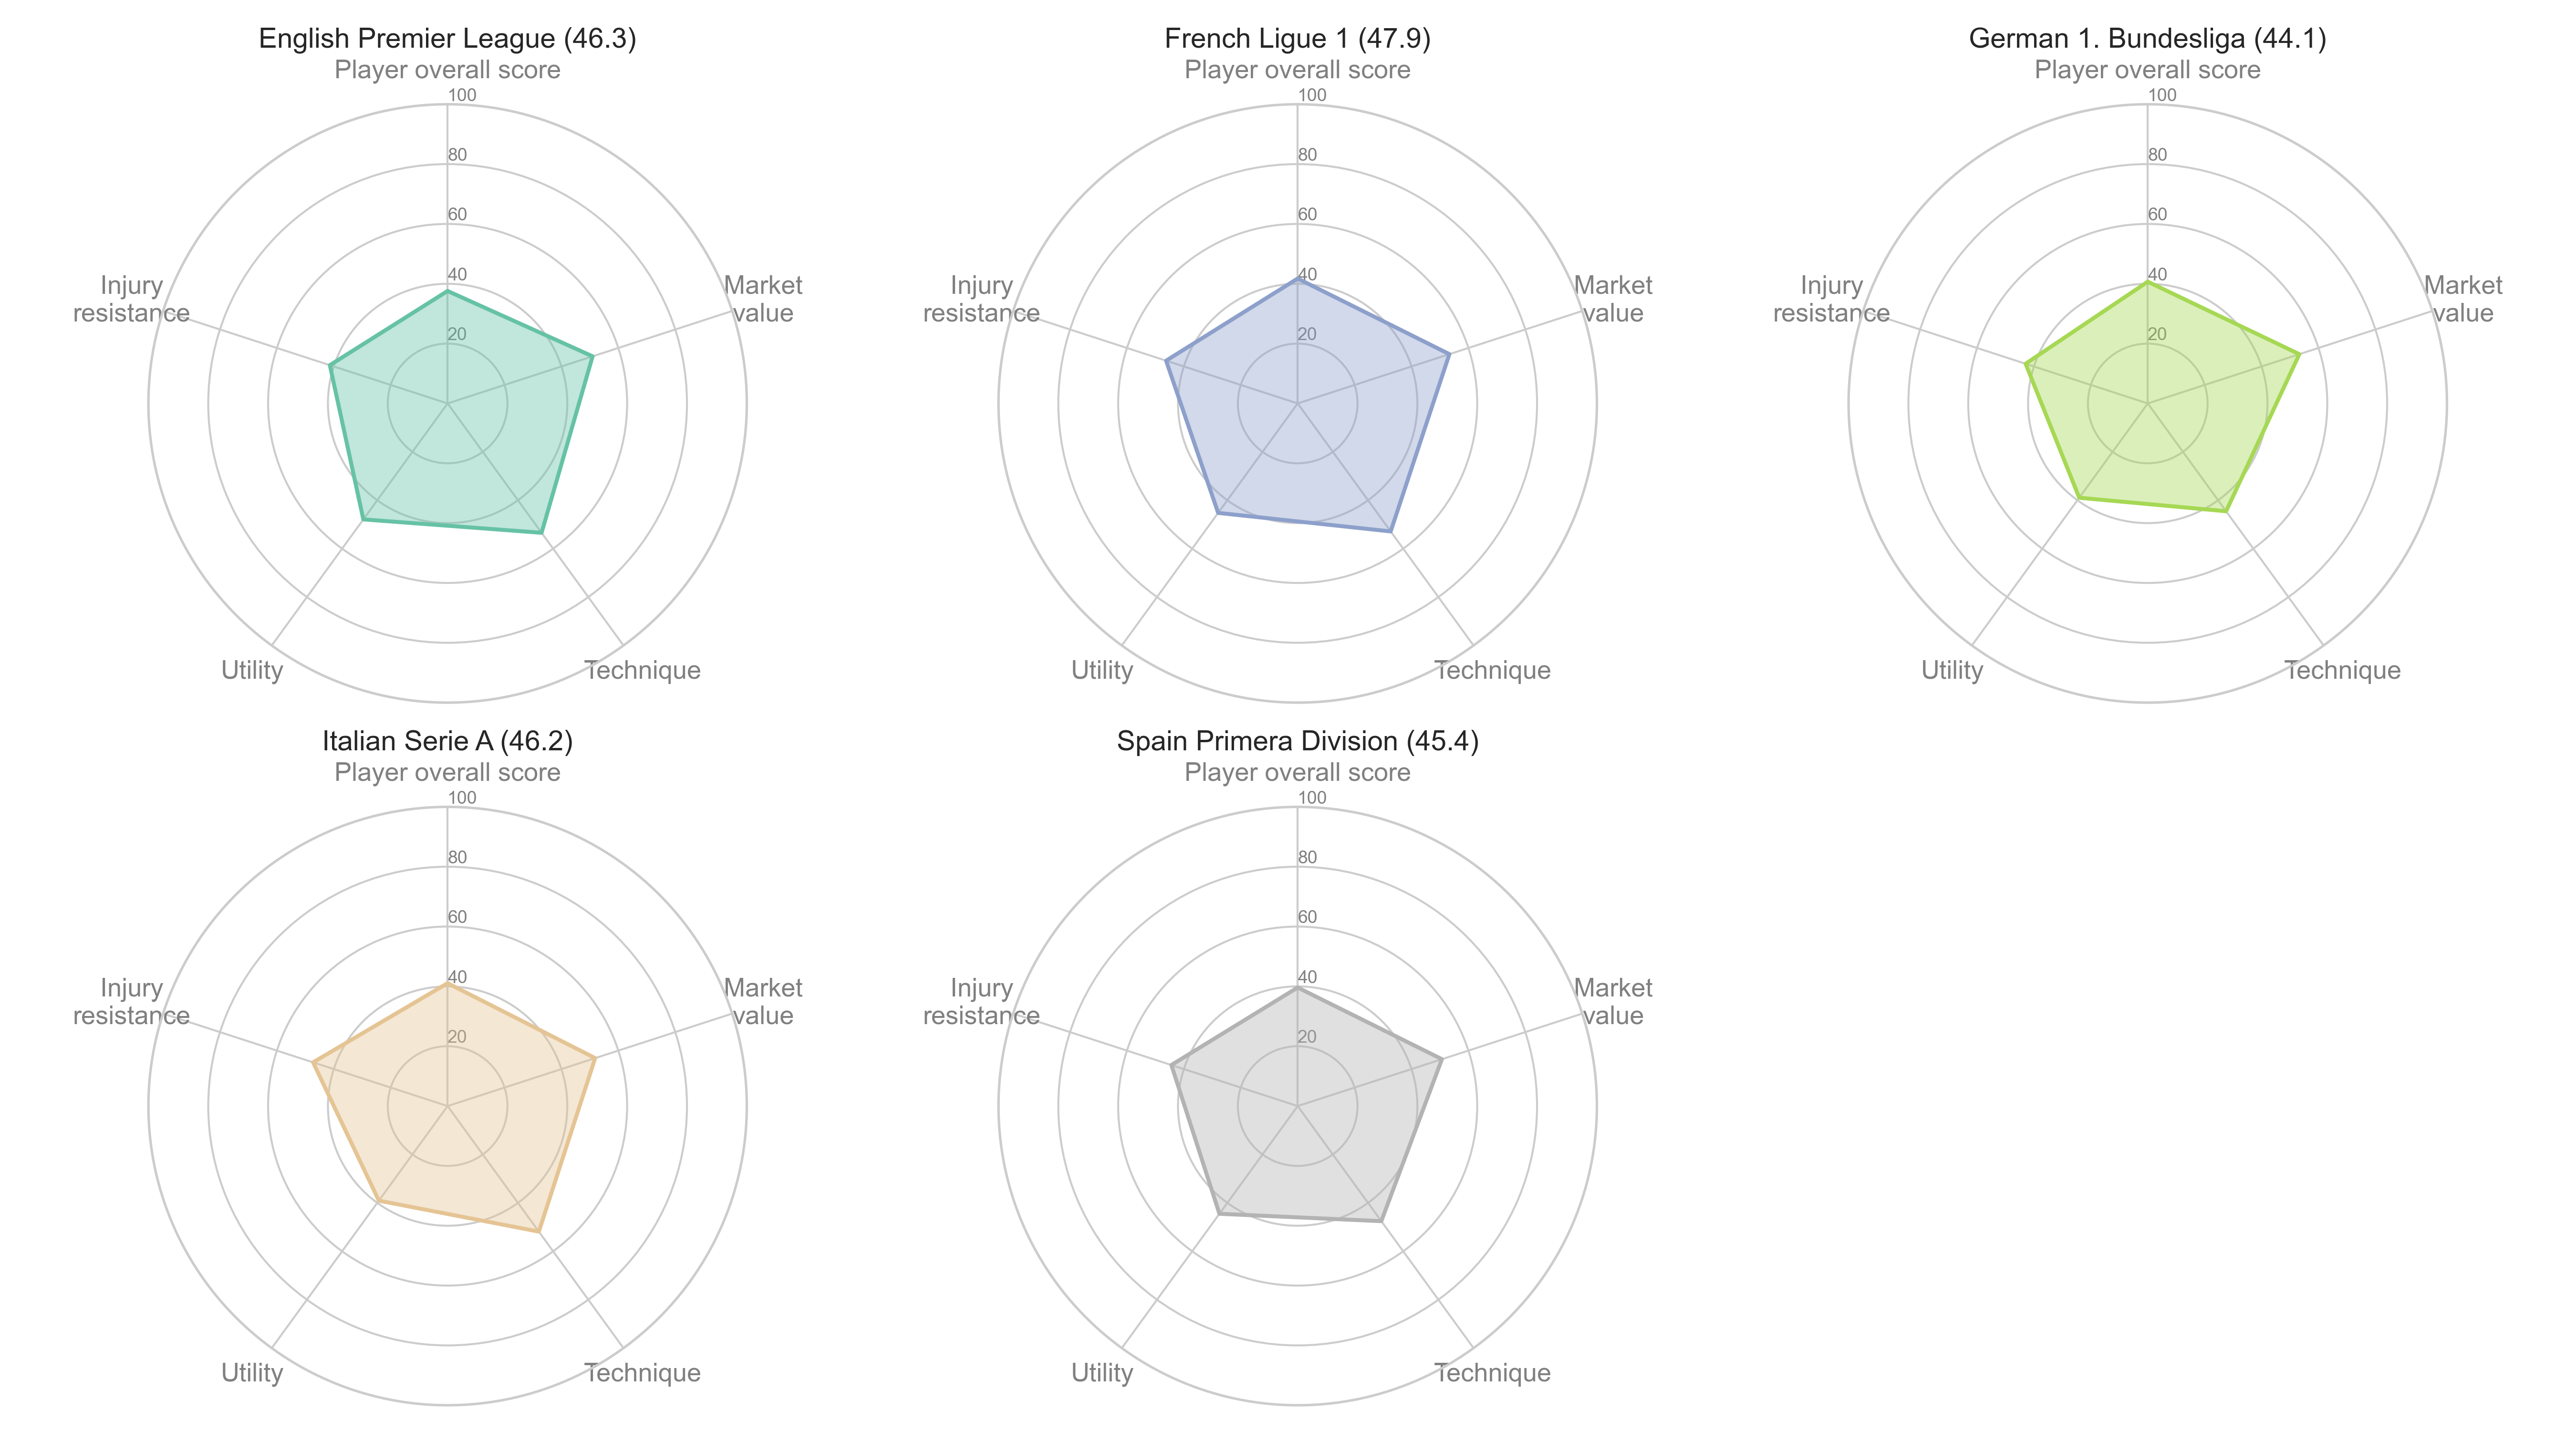 English Premier League (46.3)
Player overall score
100
80
60
40
20
Injury
resistance
Market
value
Utility
Technique
French Ligue 1 (47.9)
Player overall score
100
80
60
40
20
Injury
resistance
Market
value
Utility
Technique
German 1. Bundesliga (44.1)
Player overall score
100
80
60
40
20
Injury
resistance
Market
value
Utility
Technique
Italian Serie A (46.2)
Player overall score
100
80
60
40
20
Injury
resistance
Market
value
Utility
Technique
Spain Primera Division (45.4)
Player overall score
100
80
60
40
20
Injury
resistance
Market
value
Utility
Technique